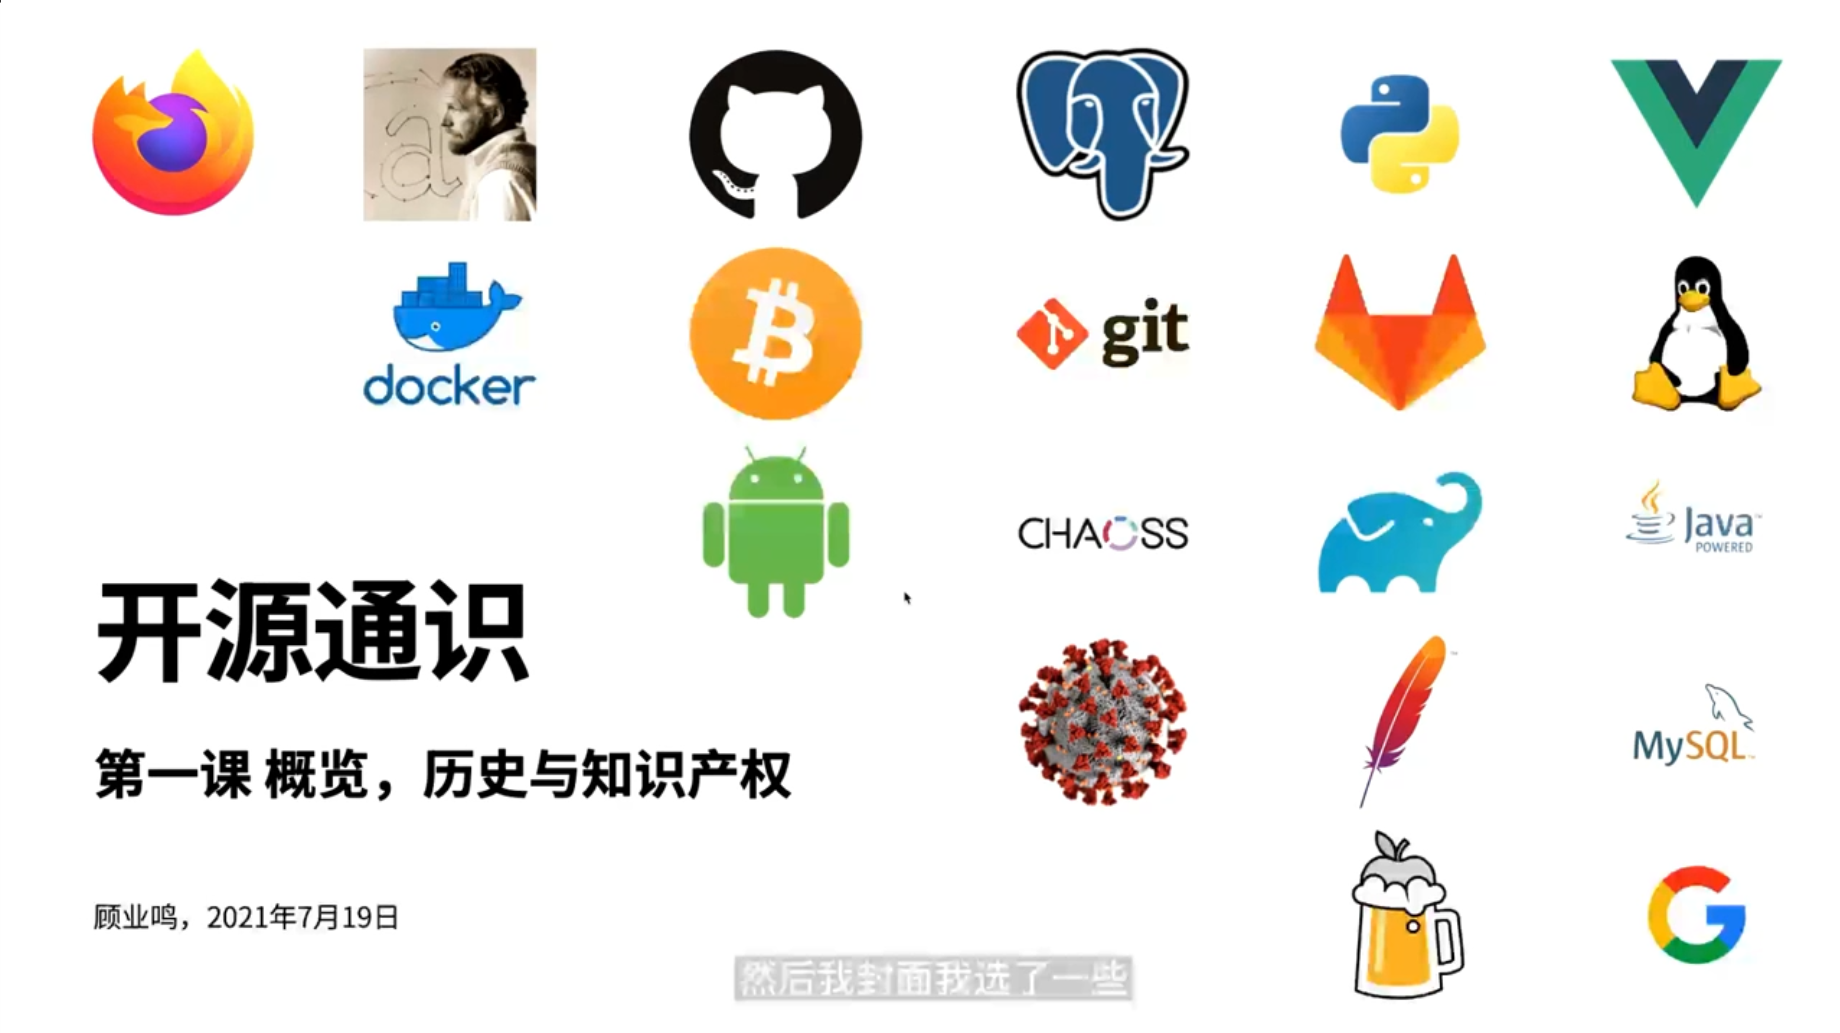 a
docker
git
CHAOSS
Java™
POWERED
开源通识
MySQL™
第一课 概览，历史与知识产权
顾业鸣，2021年7月19日
然后我封面我选了一些